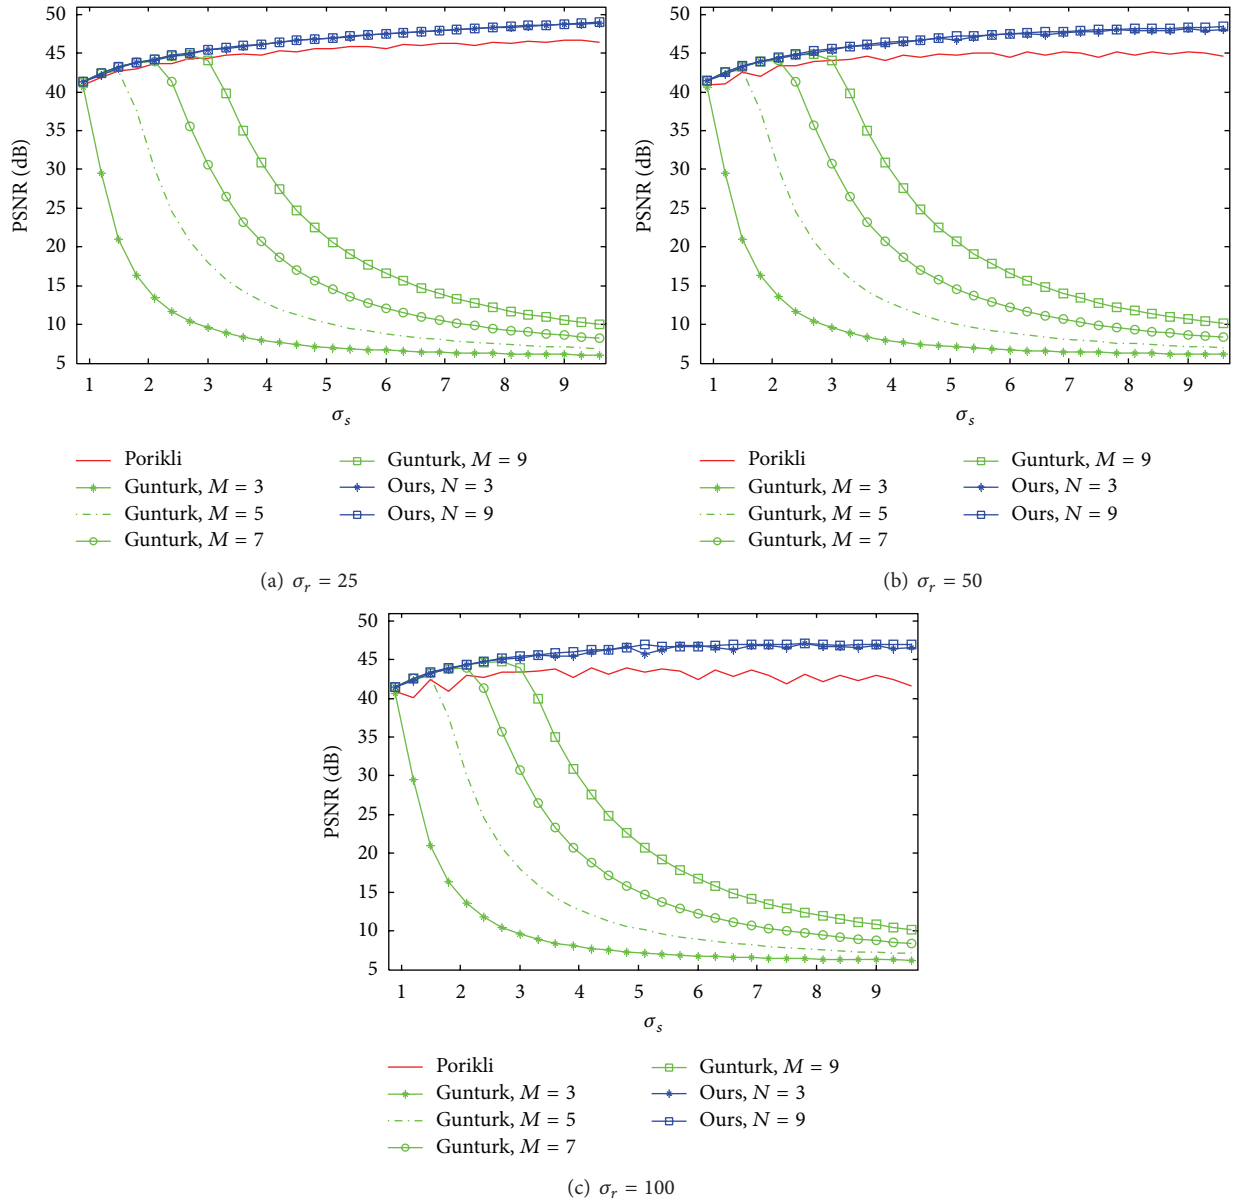 50
45
40
35
30
25
20
15
10
5
PSNR (dB)
1 2 3 4 5 6 7 8 9
σs
Porikli
Gunturk, M = 3
Gunturk, M = 5
Gunturk, M = 7
Gunturk, M = 9
Ours, N = 3
Ours, N = 9
(a) σr = 25
50
45
40
35
30
25
20
15
10
5
PSNR (dB)
1 2 3 4 5 6 7 8 9
σs
Porikli
Gunturk, M = 3
Gunturk, M = 5
Gunturk, M = 7
Gunturk, M = 9
Ours, N = 3
Ours, N = 9
(b) σr = 50
50
45
40
35
30
25
20
15
10
5
PSNR (dB)
1 2 3 4 5 6 7 8 9
σs
Porikli
Gunturk, M = 3
Gunturk, M = 5
Gunturk, M = 7
Gunturk, M = 9
Ours, N = 3
Ours, N = 9
(c) σr = 100